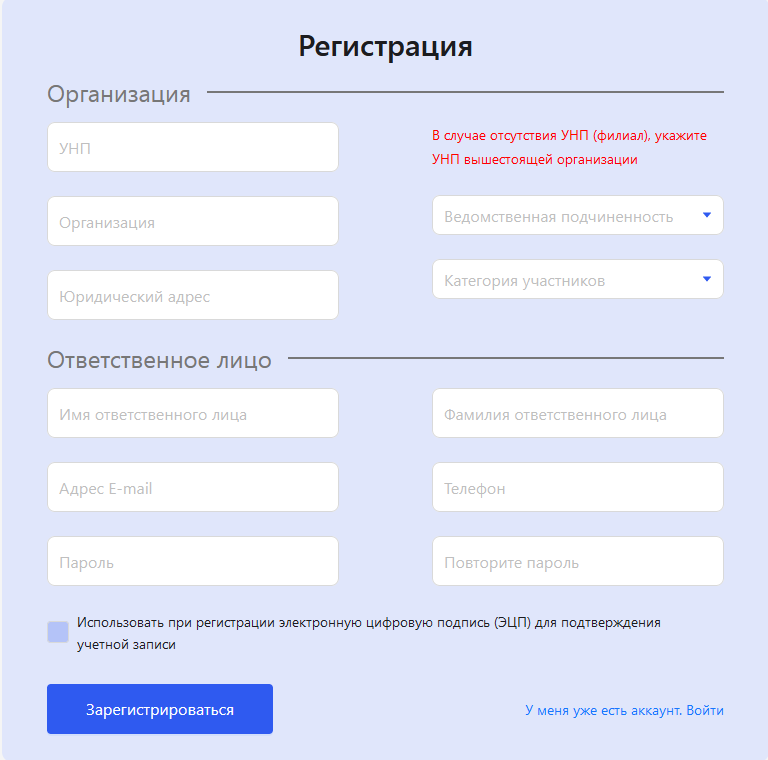 Регистрация
Организация
УНП
В случае отсутствия УНП (филиал), укажите
УНП вышестоящей организации
Организация
Ведомственная подчиненность
Юридический адрес
Категория участников
Ответственное лицо
Имя ответственного лица
Фамилия ответственного лица
Адрес E-mail
Телефон
Пароль
Повторите пароль
Использовать при регистрации электронную цифровую подпись (ЭЦП) для подтверждения
учетной записи
Зарегистрироваться
У меня уже есть аккаунт. Войти